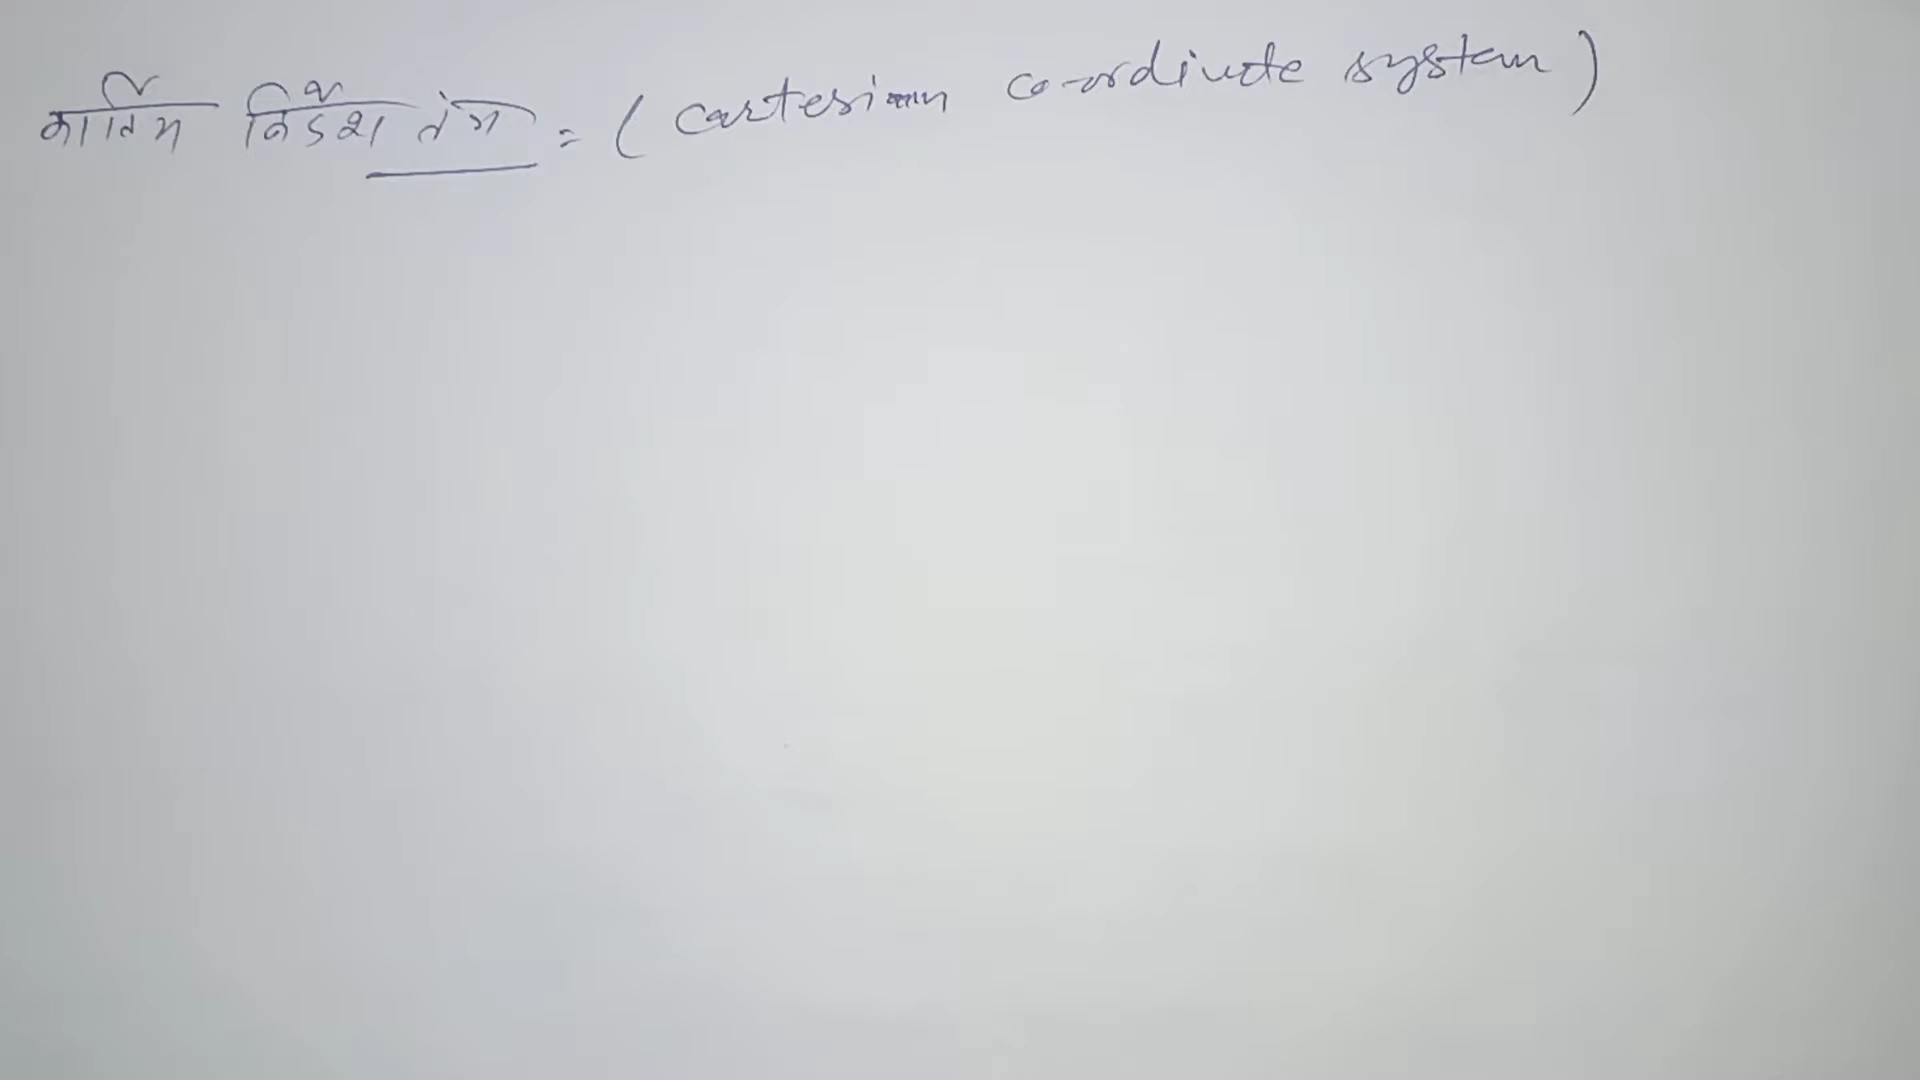 कार्तिय निर्देश तंत्र = (cartesian co-ordinate system)